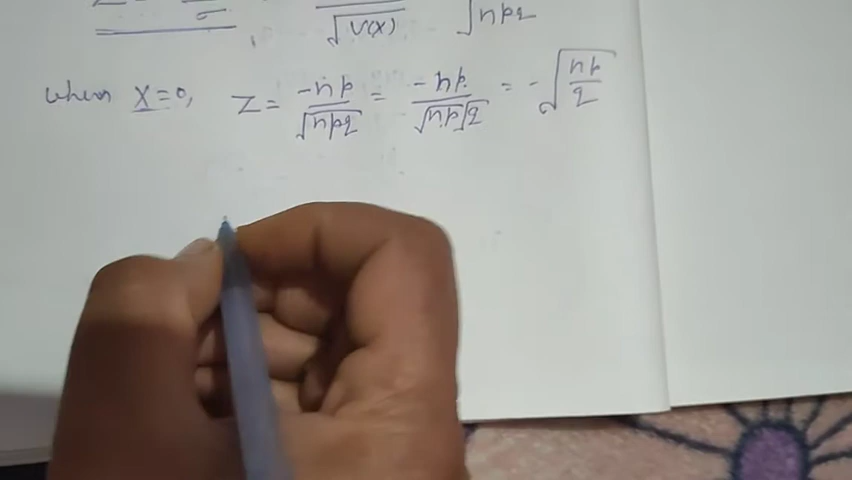 √V(X) √npq
when X=0, Z = -np/√npq = -np/√np√q = -√(np/q)